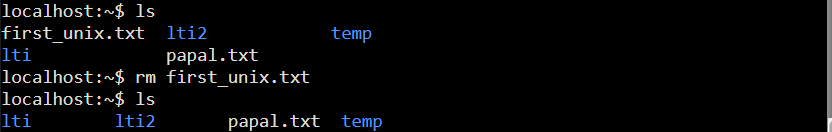 localhost:~$ ls
first_unix.txt  lti2            temp
lti             papal.txt
localhost:~$ rm first_unix.txt
localhost:~$ ls
lti        lti2       papal.txt  temp